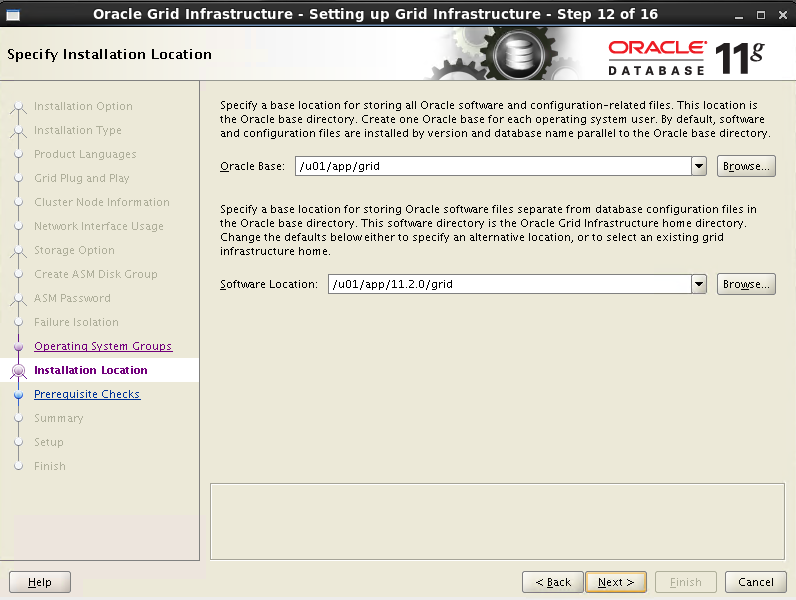 Oracle Grid Infrastructure - Setting up Grid Infrastructure - Step 12 of 16
Specify Installation Location
ORACLE
DATABASE
11g
Installation Option
Installation Type
Product Languages
Grid Plug and Play
Cluster Node Information
Network Interface Usage
Storage Option
Create ASM Disk Group
ASM Password
Failure Isolation
Operating System Groups
Installation Location
Prerequisite Checks
Summary
Setup
Finish
Specify a base location for storing all Oracle software and configuration-related files. This location is
the Oracle base directory. Create one Oracle base for each operating system user. By default, software
and configuration files are installed by version and database name parallel to the Oracle base directory.
Oracle Base: /u01/app/grid Browse...
Specify a base location for storing Oracle software files separate from database configuration files in
the Oracle base directory. This software directory is the Oracle Grid Infrastructure home directory.
Change the defaults below either to specify an alternative location, or to select an existing grid
infrastructure home.
Software Location: /u01/app/11.2.0/grid Browse...
Help < Back Next > Finish Cancel